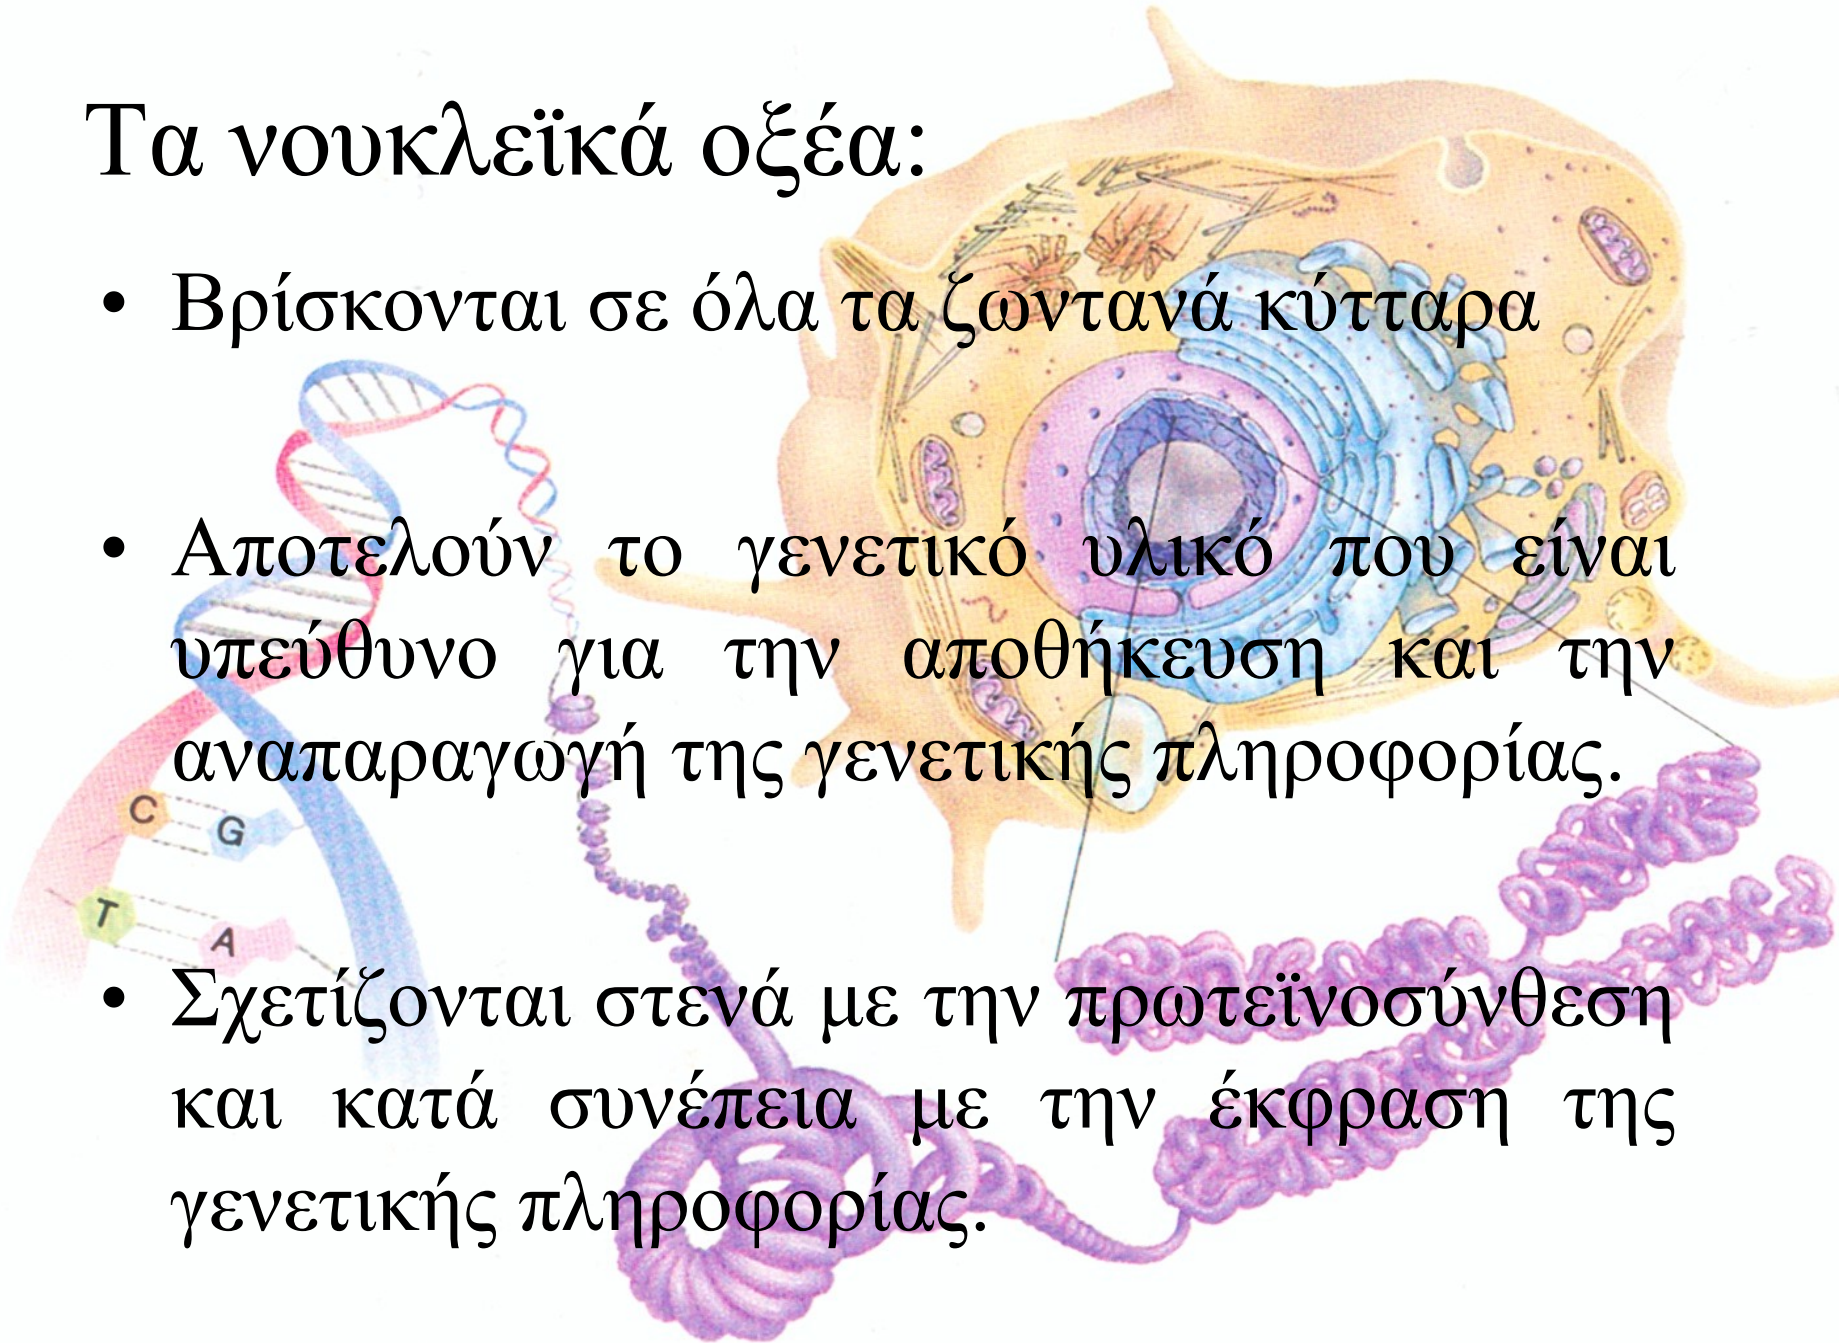 Τα νουκλεϊκά οξέα:
• Βρίσκονται σε όλα τα ζωντανά κύτταρα
• Αποτελούν το γενετικό υλικό που είναι
υπεύθυνο για την αποθήκευση και την
αναπαραγωγή της γενετικής πληροφορίας.
C G
T A
• Σχετίζονται στενά με την πρωτεϊνοσύνθεση
και κατά συνέπεια με την έκφραση της
γενετικής πληροφορίας.